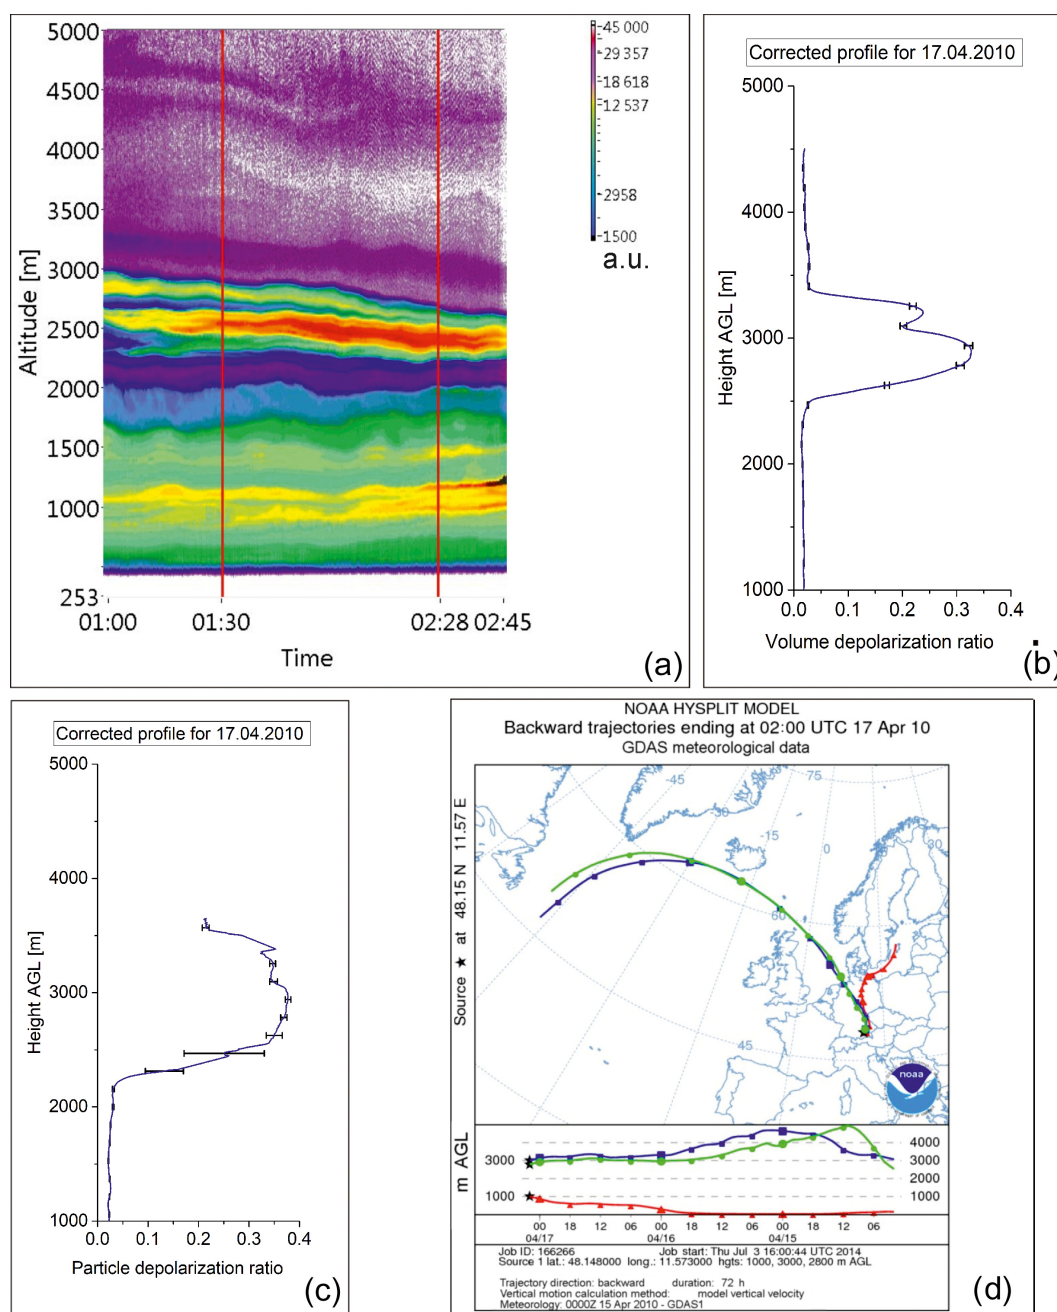 5000
4500
4000
3500
3000
2500
2000
1500
1000
253
Altitude [m]
01:00 01:30 02:28 02:45
Time
(a)
45 000
29 357
18 618
12 537
2958
1500
a.u.
Corrected profile for 17.04.2010
5000
4000
3000
2000
1000
Height AGL [m]
0.0 0.1 0.2 0.3 0.4
Volume depolarization ratio
(b)
Corrected profile for 17.04.2010
5000
4000
3000
2000
1000
Height AGL [m]
0.0 0.1 0.2 0.3 0.4
Particle depolarization ratio
(c)
NOAA HYSPLIT MODEL
Backward trajectories ending at 02:00 UTC 17 Apr 10
GDAS meteorological data
Source ★ at 48.15 N 11.57 E
-45
-30
-15
0
75
30
60
45
noaa
m AGL
3000
1000
4000
3000
2000
1000
00 18 12 06 00 18 12 06 00 18 12 06
04/17 04/16 04/15
Job ID: 166266 Job start: Thu Jul 3 16:00:44 UTC 2014
Source 1 lat.: 48.148000 long.: 11.573000 hgts: 1000, 3000, 2800 m AGL
Trajectory direction: backward duration: 72 h
Vertical motion calculation method: model vertical velocity
Meteorology: 0000Z 15 Apr 2010 - GDAS1
(d)